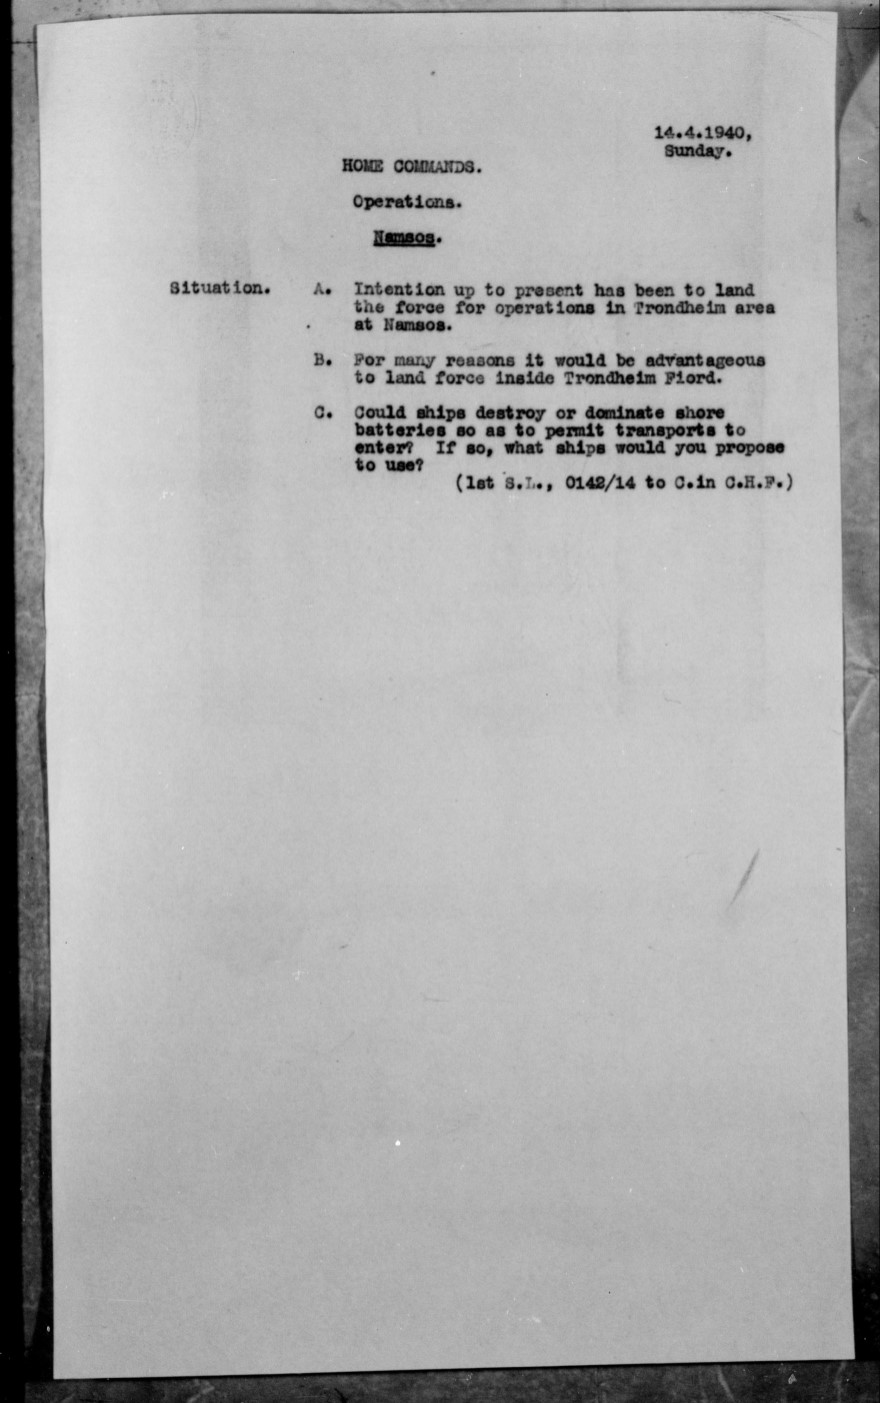 14.4.1940,
Sunday.
HOME COMMANDS.
Operations.
Namsos.
Situation. A. Intention up to present has been to land
the force for operations in Trondheim area
at Namsos.
B. For many reasons it would be advantageous
to land force inside Trondheim Fiord.
C. Could ships destroy or dominate shore
batteries so as to permit transports to
enter? If so, what ships would you propose
to use?
(1st S.L., 0142/14 to C.in C.H.F.)